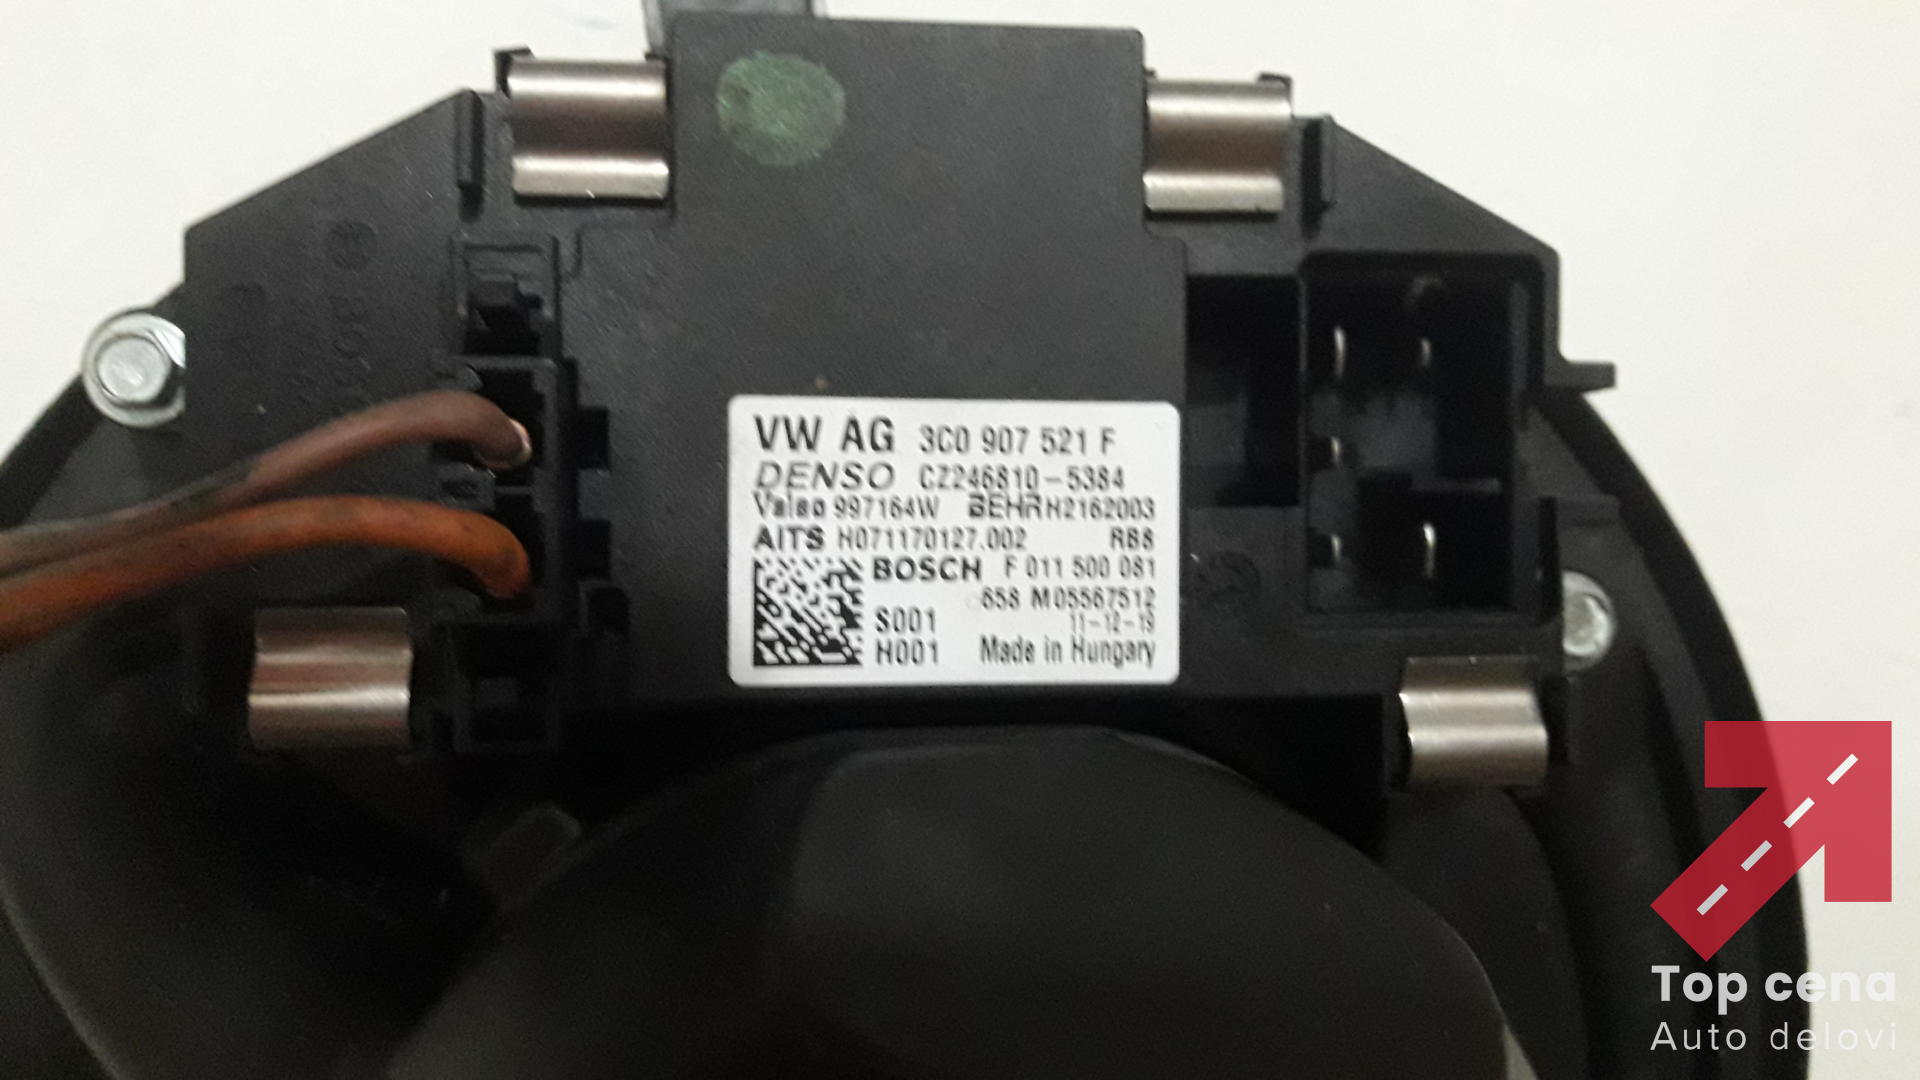 VW AG 3C0 907 521 F
DENSO CZ246810-5384
Valeo 997164W BEHR H2162003
AITS H071170127.002 RB8
BOSCH F 011 500 081
658 M05567512
S001 11-12-19
H001 Made in Hungary
Top cena
Auto delovi